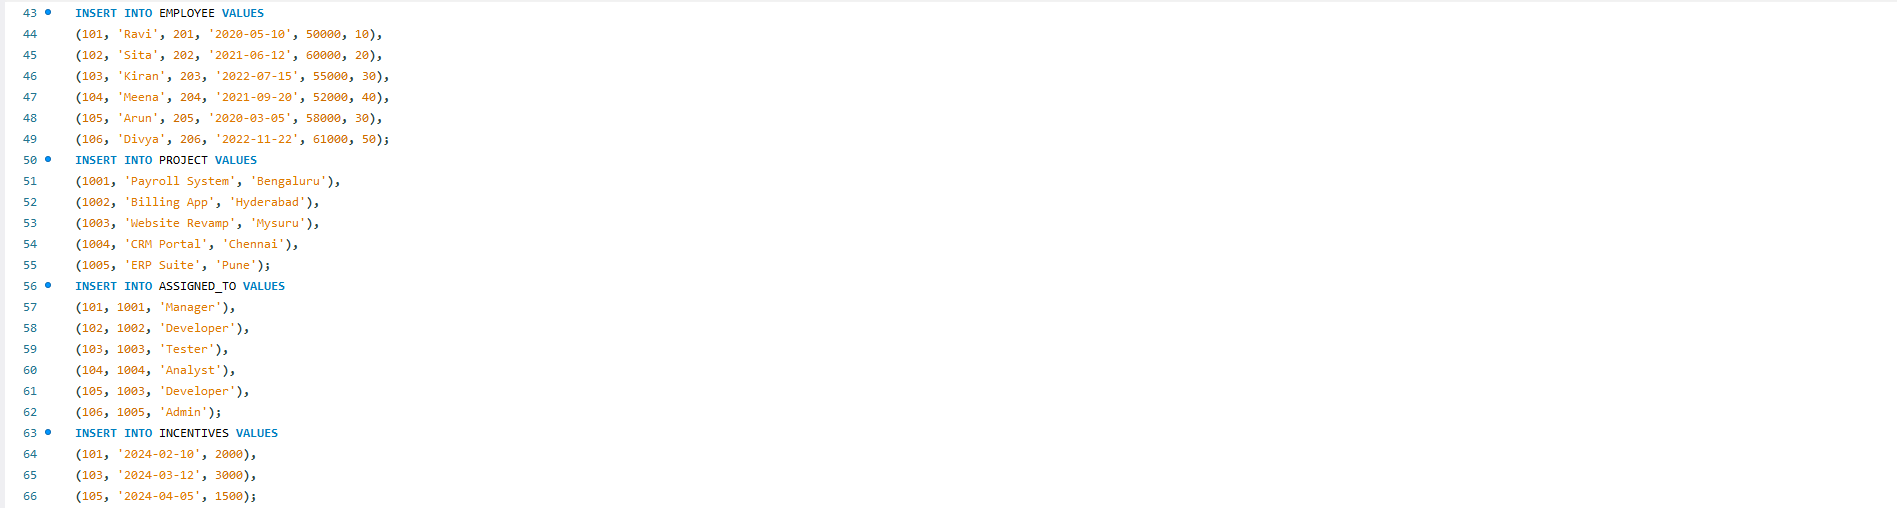 43 INSERT INTO EMPLOYEE VALUES
44 (101, 'Ravi', 201, '2020-05-10', 50000, 10),
45 (102, 'Sita', 202, '2021-06-12', 60000, 20),
46 (103, 'Kiran', 203, '2022-07-15', 55000, 30),
47 (104, 'Meena', 204, '2021-09-20', 52000, 40),
48 (105, 'Arun', 205, '2020-03-05', 58000, 30),
49 (106, 'Divya', 206, '2022-11-22', 61000, 50);
50 INSERT INTO PROJECT VALUES
51 (1001, 'Payroll System', 'Bengaluru'),
52 (1002, 'Billing App', 'Hyderabad'),
53 (1003, 'Website Revamp', 'Mysuru'),
54 (1004, 'CRM Portal', 'Chennai'),
55 (1005, 'ERP Suite', 'Pune');
56 INSERT INTO ASSIGNED_TO VALUES
57 (101, 1001, 'Manager'),
58 (102, 1002, 'Developer'),
59 (103, 1003, 'Tester'),
60 (104, 1004, 'Analyst'),
61 (105, 1003, 'Developer'),
62 (106, 1005, 'Admin');
63 INSERT INTO INCENTIVES VALUES
64 (101, '2024-02-10', 2000),
65 (103, '2024-03-12', 3000),
66 (105, '2024-04-05', 1500);